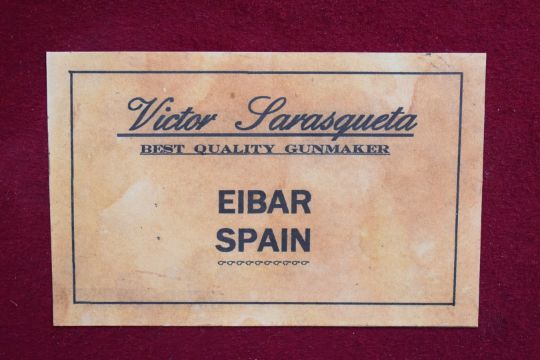 Victor Sarasqueta
BEST QUALITY GUNMAKER
EIBAR
SPAIN